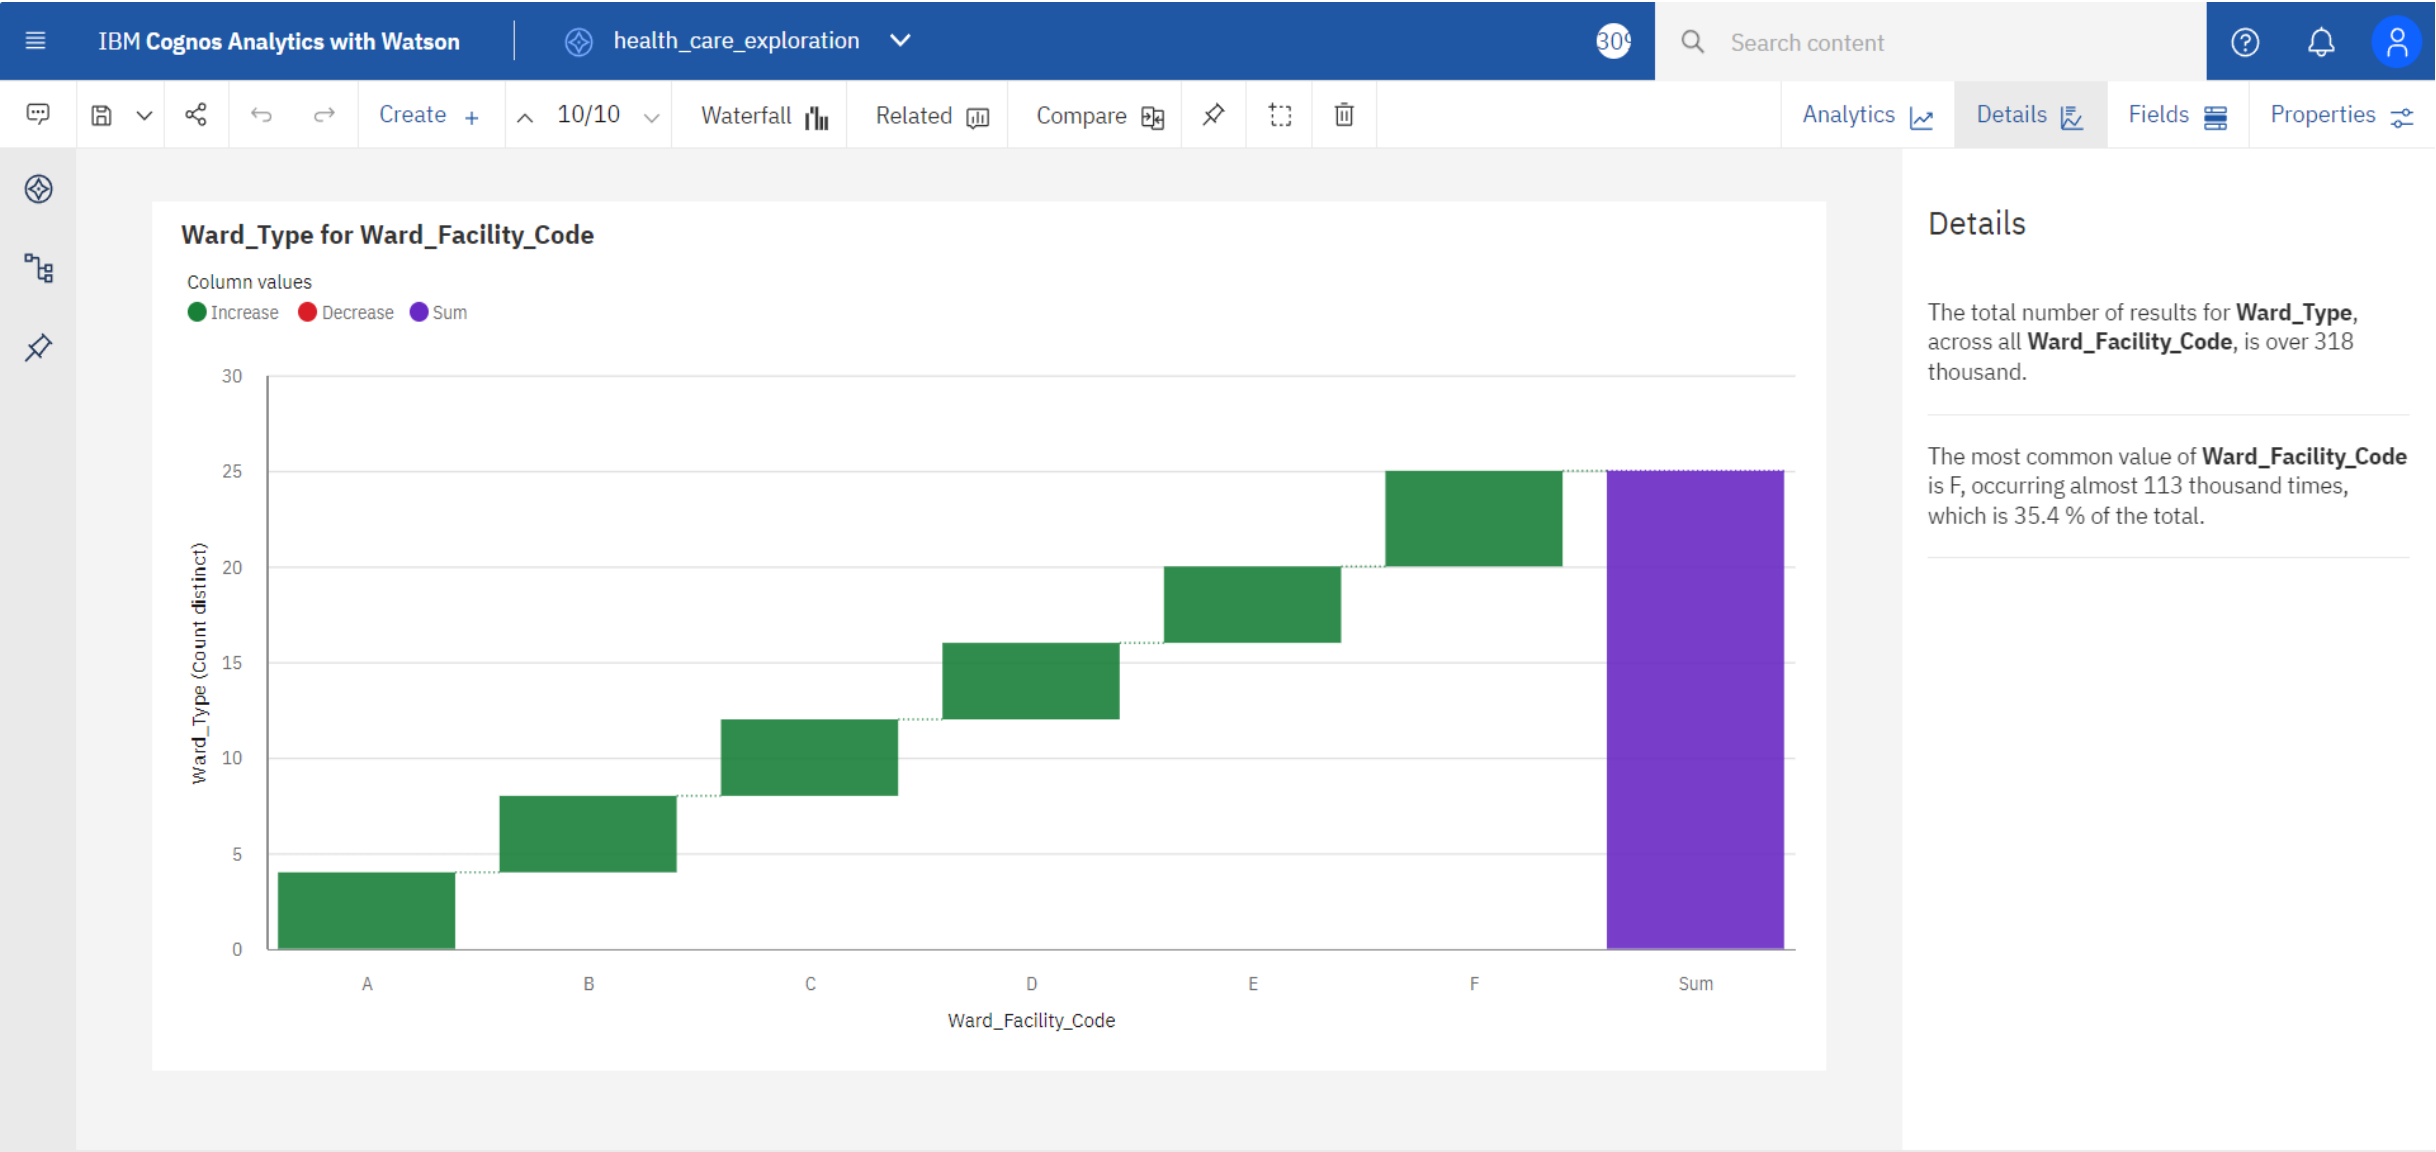 IBM Cognos Analytics with Watson
health_care_exploration
Search content
Create +
10/10
Waterfall
Related
Compare
Analytics
Details
Fields
Properties
Ward_Type for Ward_Facility_Code
Column values
Increase Decrease Sum
Ward_Type (Count distinct)
30
25
20
15
10
5
0
A B C D E F Sum
Ward_Facility_Code
Details
The total number of results for Ward_Type,
across all Ward_Facility_Code, is over 318
thousand.
The most common value of Ward_Facility_Code
is F, occurring almost 113 thousand times,
which is 35.4 % of the total.